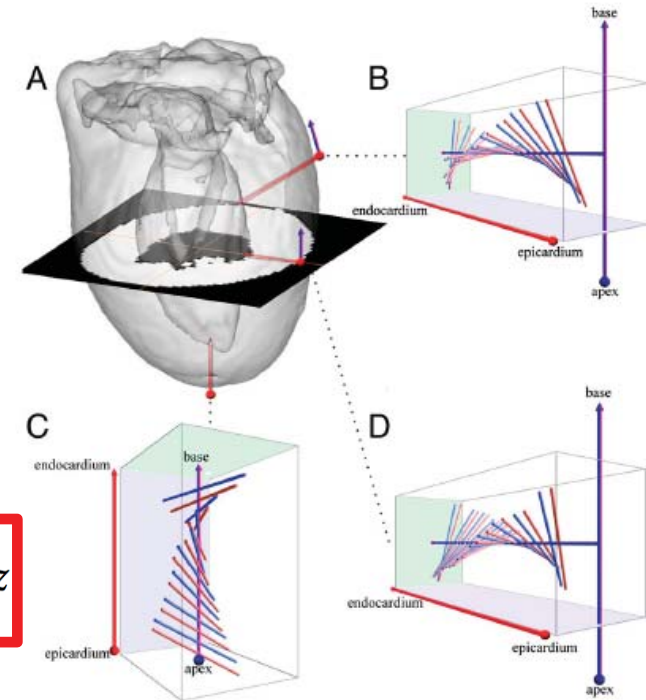 A
B
base
endocardium
epicardium
apex
C
endocardium
base
epicardium
apex
D
base
endocardium
epicardium
apex
z